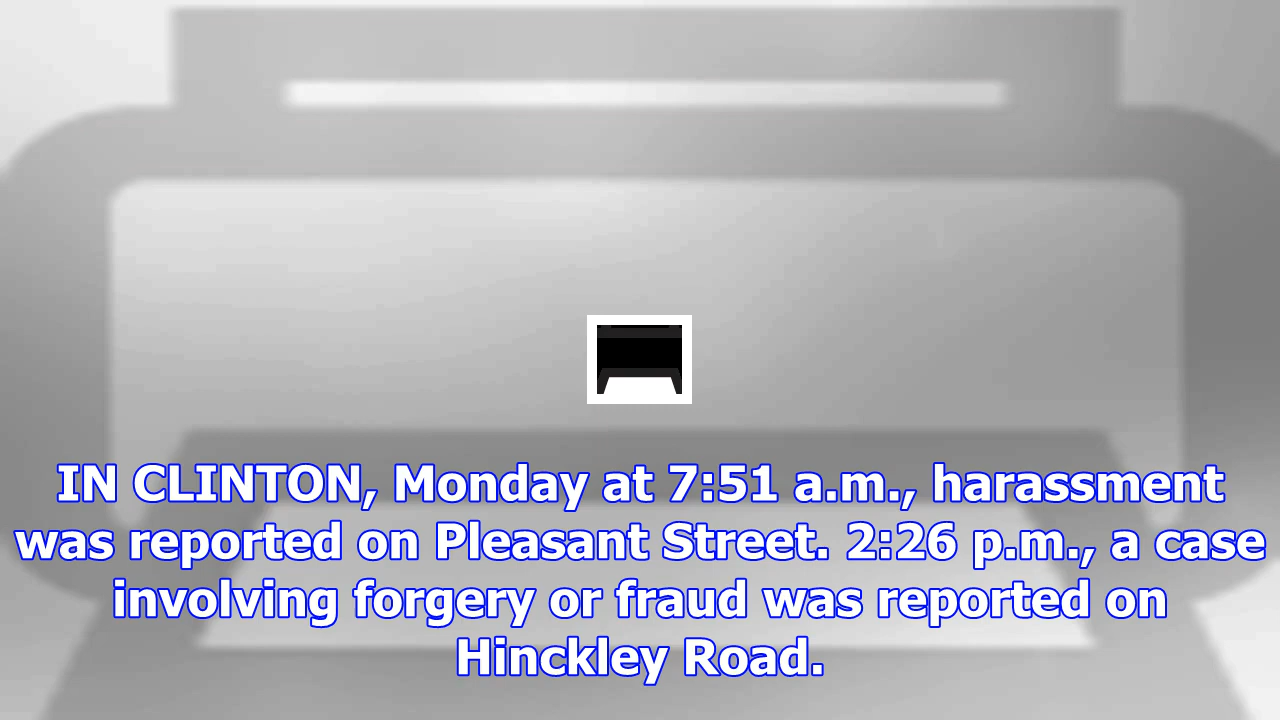 IN CLINTON, Monday at 7:51 a.m., harassment
was reported on Pleasant Street. 2:26 p.m., a case
involving forgery or fraud was reported on
Hinckley Road.